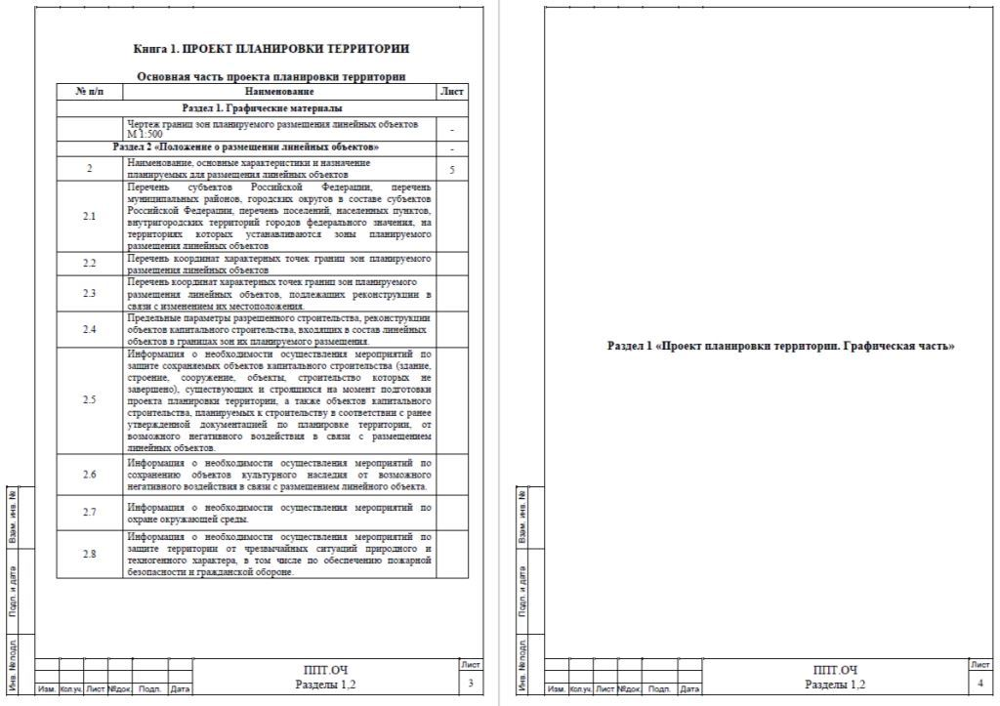 Книга 1. ПРОЕКТ ПЛАНИРОВКИ ТЕРРИТОРИИ
Основная часть проекта планировки территории
№ п/п Наименование Лист
Раздел 1. Графические материалы
Чертеж границ зон планируемого размещения линейных объектов
М 1:500 -
Раздел 2 «Положение о размещении линейных объектов» -
2 Наименование, основные характеристики и назначение
планируемых для размещения линейных объектов 5
2.1 Перечень субъектов Российской Федерации, перечень
муниципальных районов, городских округов в составе субъектов
Российской Федерации, перечень поселений, населенных пунктов,
внутригородских территорий городов федерального значения, на
территориях которых устанавливаются зоны планируемого
размещения линейных объектов
2.2 Перечень координат характерных точек границ зон планируемого
размещения линейных объектов
2.3 Перечень координат характерных точек границ зон планируемого
размещения линейных объектов, подлежащих реконструкции в
связи с изменением их местоположения.
2.4 Предельные параметры разрешенного строительства, реконструкции
объектов капитального строительства, входящих в состав линейных
объектов в границах зон их планируемого размещения.
2.5 Информация о необходимости осуществления мероприятий по
защите сохраняемых объектов капитального строительства (здание,
строение, сооружение, объекты, строительство которых не
завершено), существующих и строящихся на момент подготовки
проекта планировки территории, а также объектов капитального
строительства, планируемых к строительству в соответствии с ранее
утвержденной документацией по планировке территории, от
возможного негативного воздействия в связи с размещением
линейных объектов.
2.6 Информация о необходимости осуществления мероприятий по
сохранению объектов культурного наследия от возможного
негативного воздействия в связи с размещением линейного объекта.
2.7 Информация о необходимости осуществления мероприятий по
охране окружающей среды.
2.8 Информация о необходимости осуществления мероприятий по
защите территории от чрезвычайных ситуаций природного и
техногенного характера, в том числе по обеспечению пожарной
безопасности и гражданской обороне.
Взам. инв. №
Подп. и дата
Инв. № подл.
Изм. Кол.уч. Лист №док. Подп. Дата
ППТ.ОЧ
Разделы 1,2
Лист
3
Раздел 1 «Проект планировки территории. Графическая часть»
Взам. инв. №
Подп. и дата
Инв. № подл.
Изм. Кол.уч. Лист №док. Подп. Дата
ППТ.ОЧ
Разделы 1,2
Лист
4